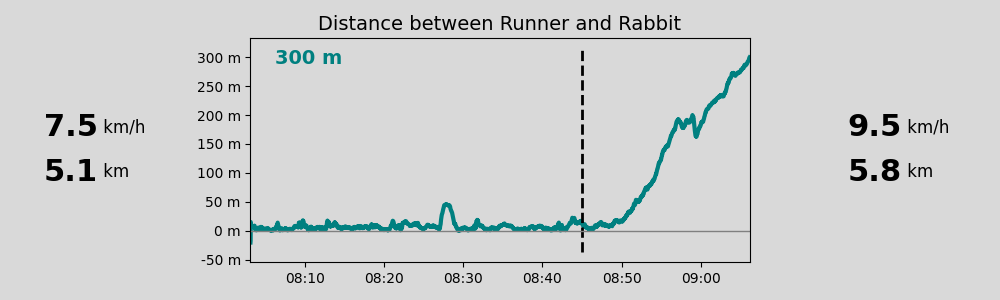 Distance between Runner and Rabbit
300 m
7.5 km/h
5.1 km
300 m
250 m
200 m
150 m
100 m
50 m
0 m
-50 m
08:10 08:20 08:30 08:40 08:50 09:00
9.5 km/h
5.8 km